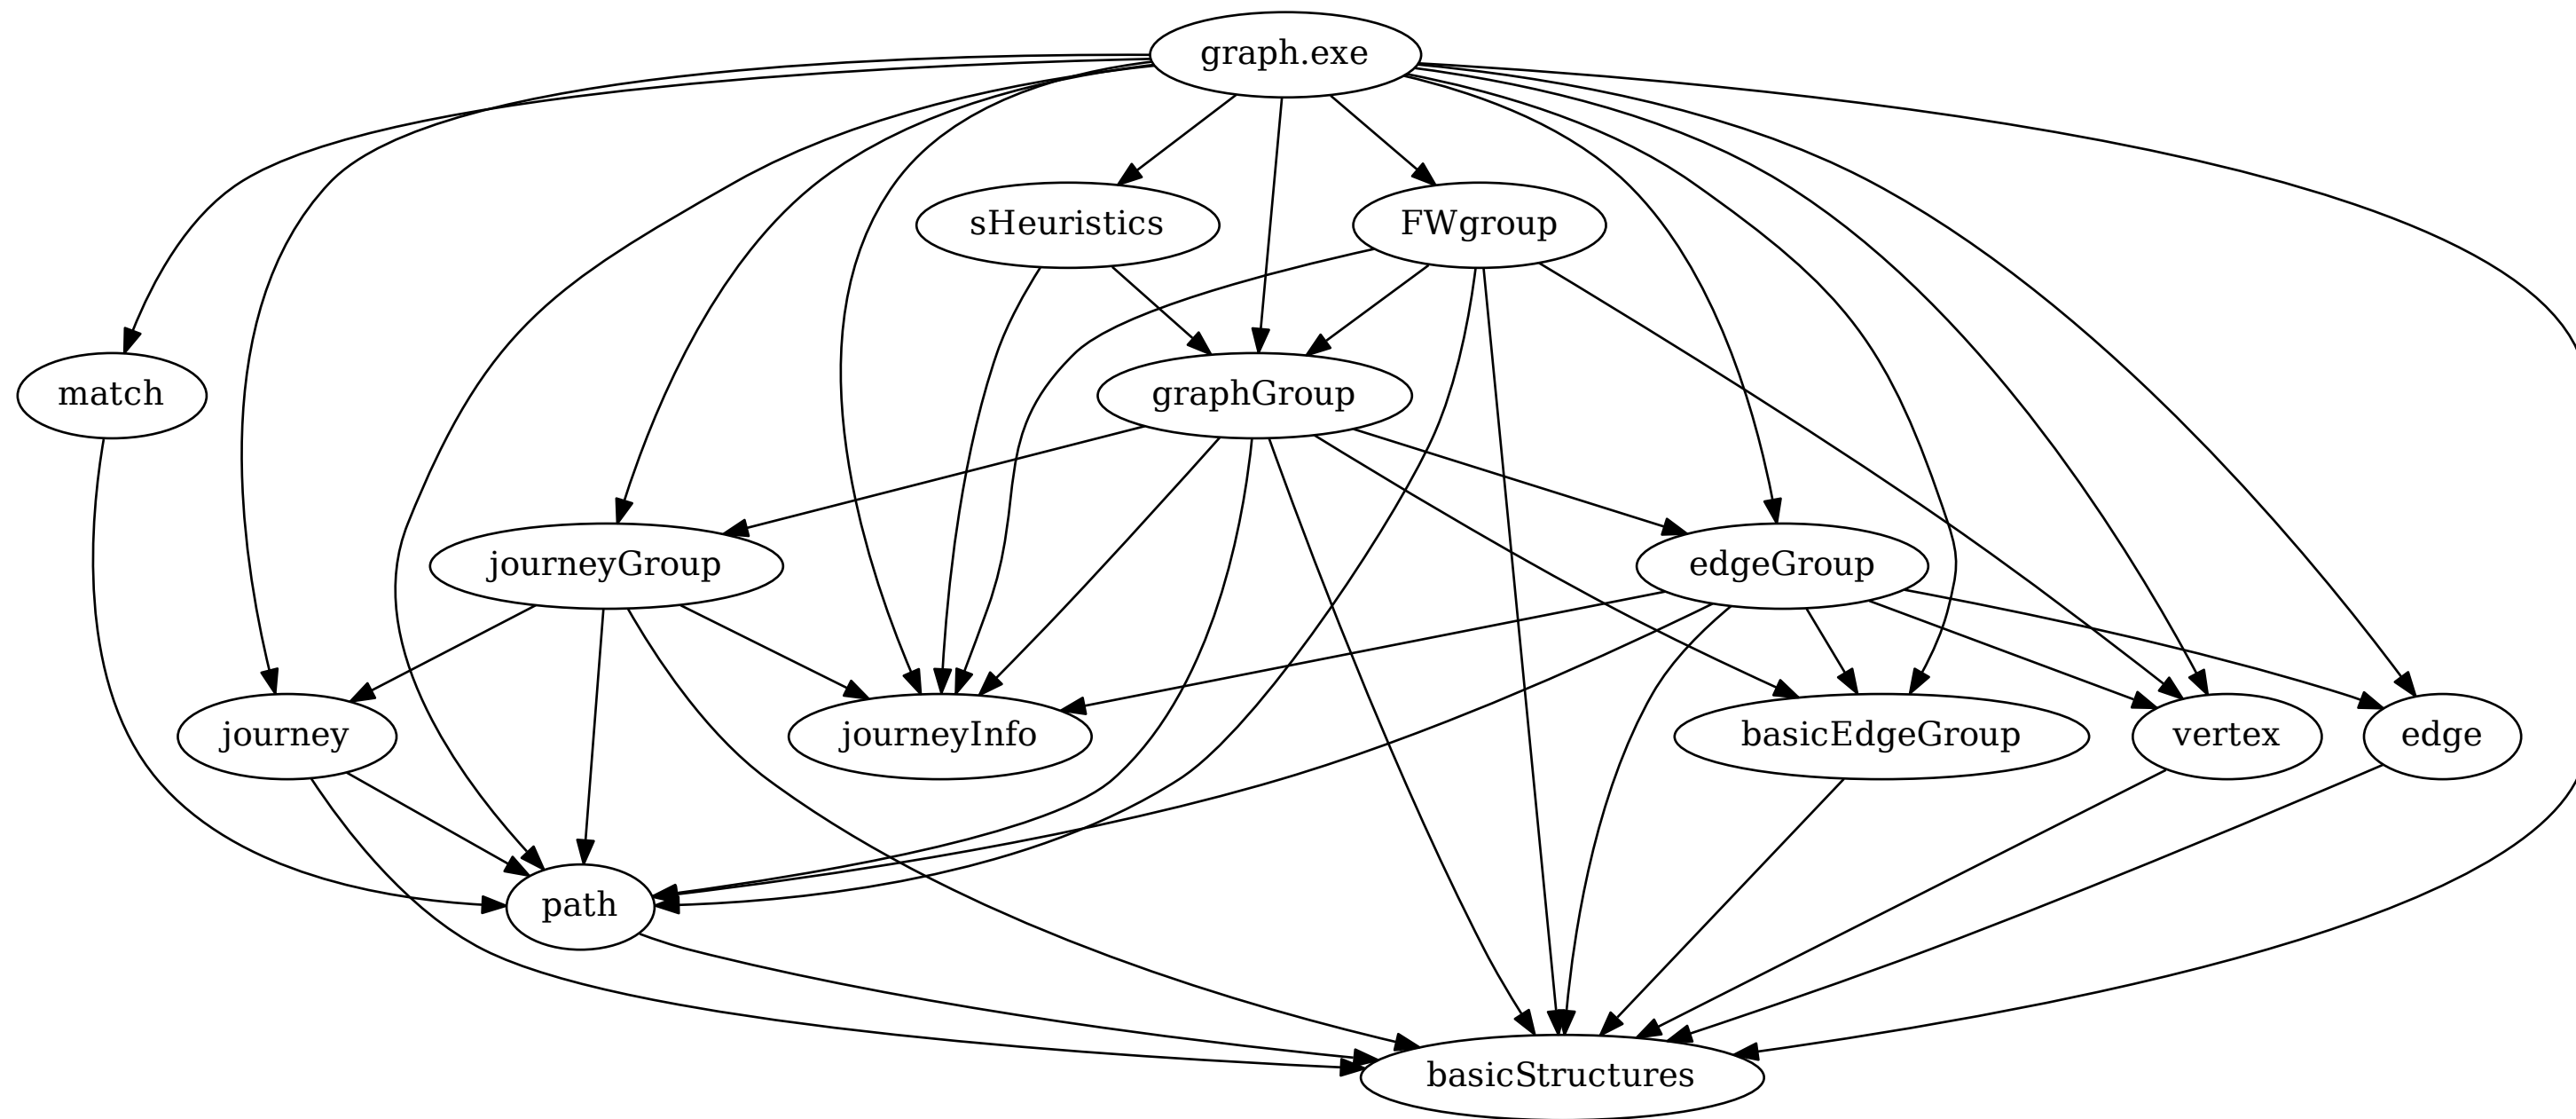 graph.exe
sHeuristics
FWgroup
match
graphGroup
journeyGroup
edgeGroup
journey
journeyInfo
basicEdgeGroup
vertex
edge
path
basicStructures